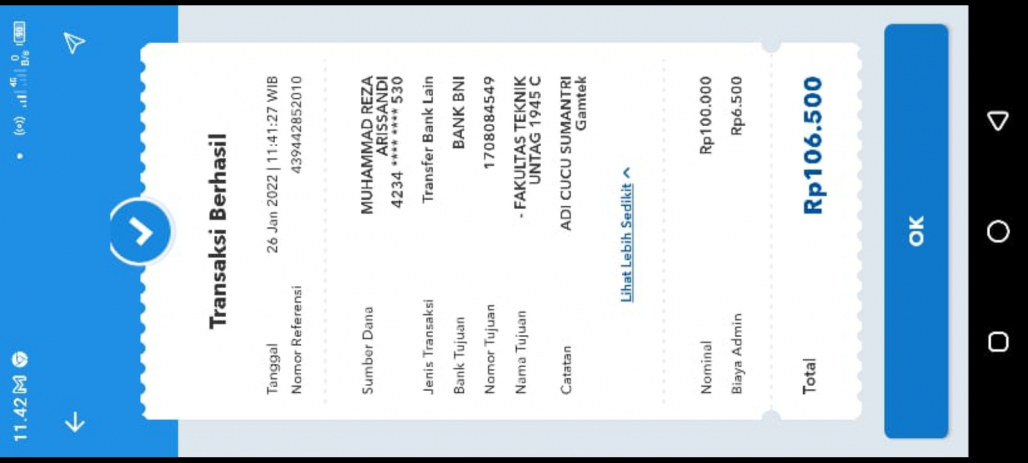 11.42
4G
0
B/s
90
Transaksi Berhasil
Tanggal 26 Jan 2022 | 11:41:27 WIB
Nomor Referensi 439442852010
Sumber Dana MUHAMMAD REZA
ARISSANDI
4234 **** **** 530
Jenis Transaksi Transfer Bank Lain
Bank Tujuan BANK BNI
Nomor Tujuan 1708084549
Nama Tujuan - FAKULTAS TEKNIK
UNTAG 1945 C
Catatan ADI CUCU SUMANTRI
Gamtek
Lihat Lebih Sedikit
Nominal Rp100.000
Biaya Admin Rp6.500
Total Rp106.500
OK